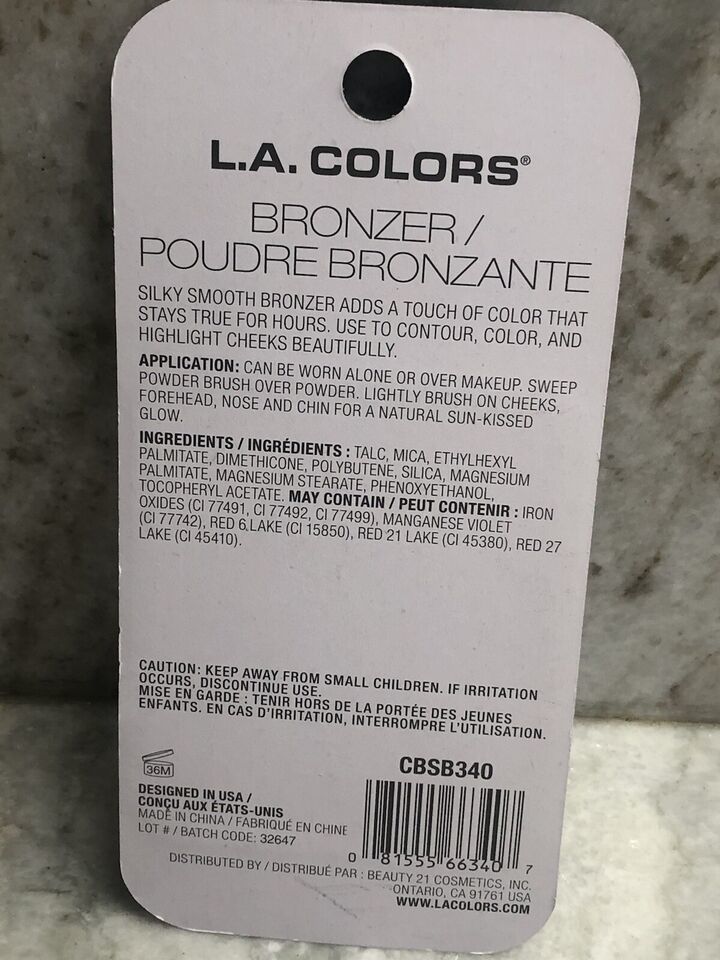 L.A. COLORS®
BRONZER /
POUDRE BRONZANTE
SILKY SMOOTH BRONZER ADDS A TOUCH OF COLOR THAT
STAYS TRUE FOR HOURS. USE TO CONTOUR, COLOR, AND
HIGHLIGHT CHEEKS BEAUTIFULLY.
APPLICATION: CAN BE WORN ALONE OR OVER MAKEUP. SWEEP
POWDER BRUSH OVER POWDER. LIGHTLY BRUSH ON CHEEKS,
FOREHEAD, NOSE AND CHIN FOR A NATURAL SUN-KISSED
GLOW.
INGREDIENTS / INGRÉDIENTS : TALC, MICA, ETHYLHEXYL
PALMITATE, DIMETHICONE, POLYBUTENE, SILICA, MAGNESIUM
PALMITATE, MAGNESIUM STEARATE, PHENOXYETHANOL,
TOCOPHERYL ACETATE. MAY CONTAIN / PEUT CONTENIR : IRON
OXIDES (CI 77491, CI 77492, CI 77499), MANGANESE VIOLET
(CI 77742), RED 6 LAKE (CI 15850), RED 21 LAKE (CI 45380), RED 27
LAKE (CI 45410).
CAUTION: KEEP AWAY FROM SMALL CHILDREN. IF IRRITATION
OCCURS, DISCONTINUE USE.
MISE EN GARDE : TENIR HORS DE LA PORTÉE DES JEUNES
ENFANTS. EN CAS D'IRRITATION, INTERROMPRE L'UTILISATION.
36M
CBSB340
DESIGNED IN USA /
CONÇU AUX ÉTATS-UNIS
MADE IN CHINA / FABRIQUÉ EN CHINE
LOT # / BATCH CODE: 32647
0 81555 66340 7
DISTRIBUTED BY / DISTRIBUÉ PAR : BEAUTY 21 COSMETICS, INC.
ONTARIO, CA 91761 USA
WWW.LACOLORS.COM